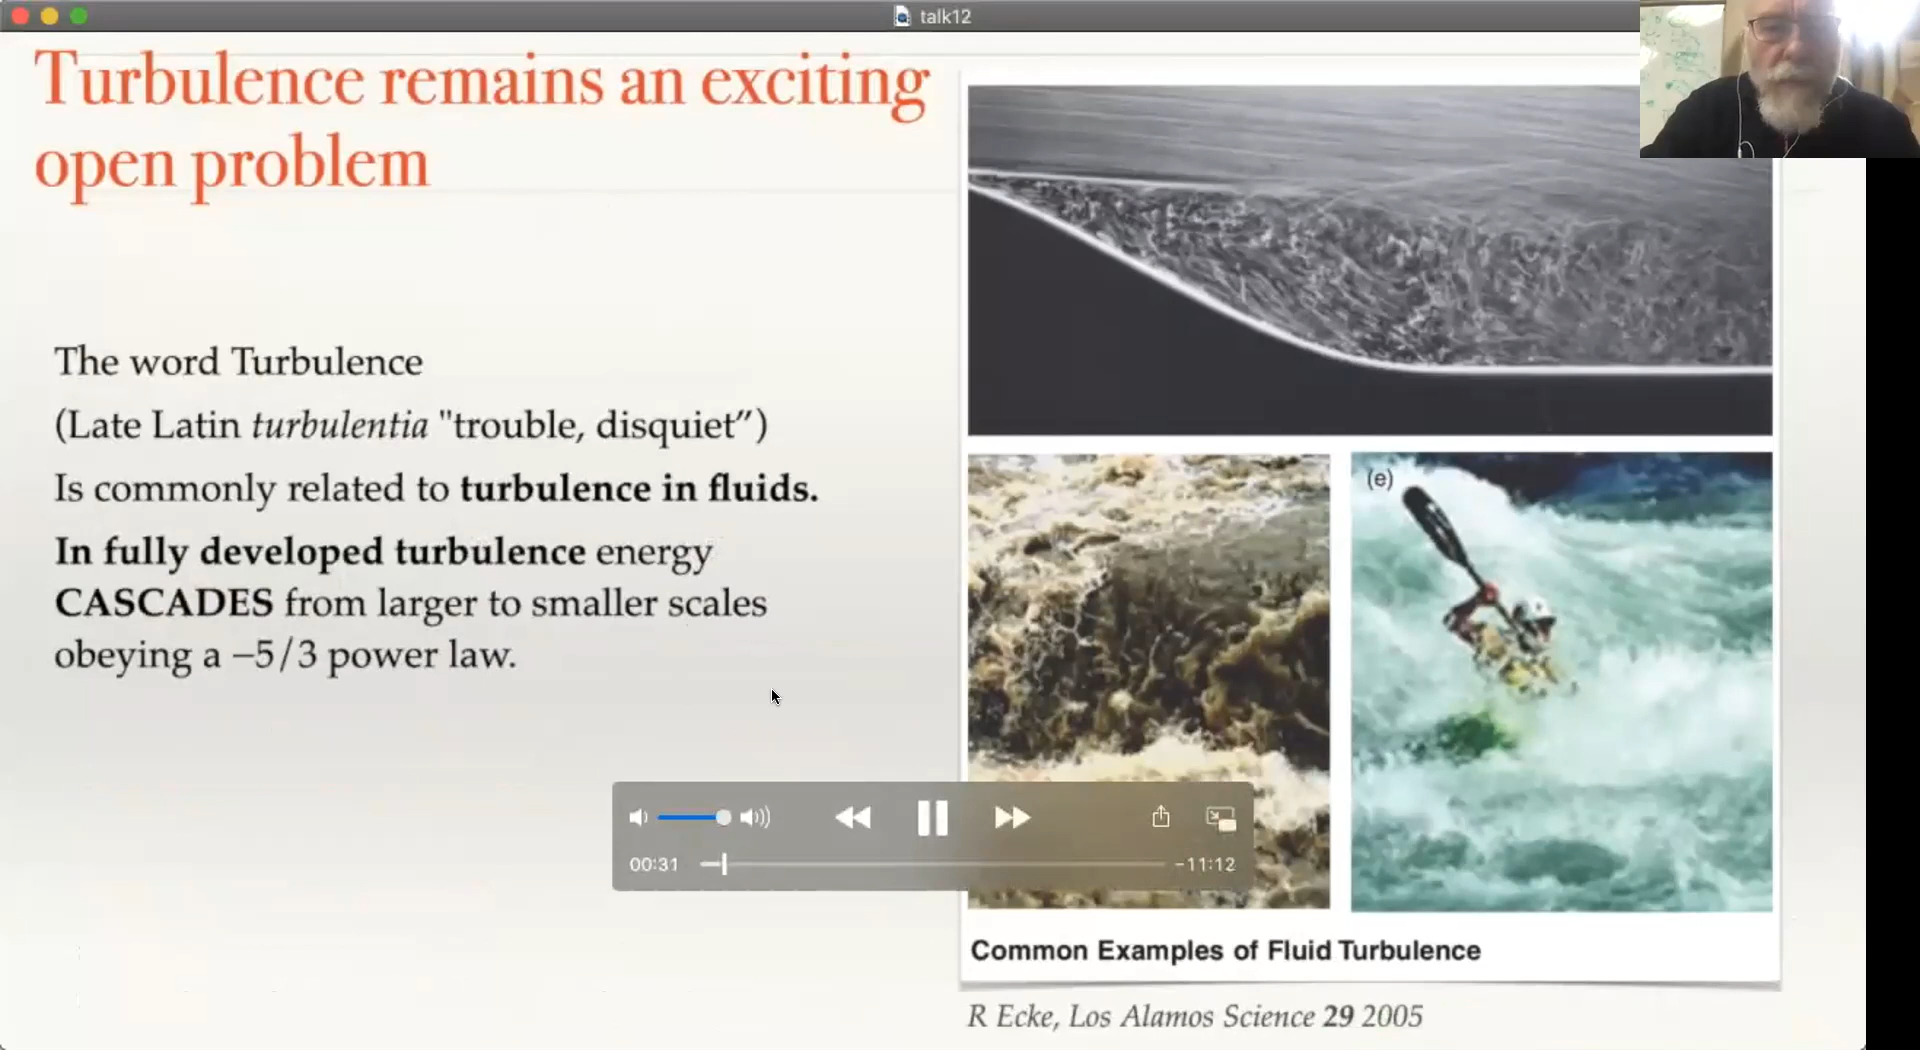 talk12
Turbulence remains an exciting
open problem
The word Turbulence
(Late Latin turbulentia "trouble, disquiet”)
Is commonly related to turbulence in fluids.
In fully developed turbulence energy
CASCADES from larger to smaller scales
obeying a –5/3 power law.
(e)
00:31
-11:12
Common Examples of Fluid Turbulence
R Ecke, Los Alamos Science 29 2005